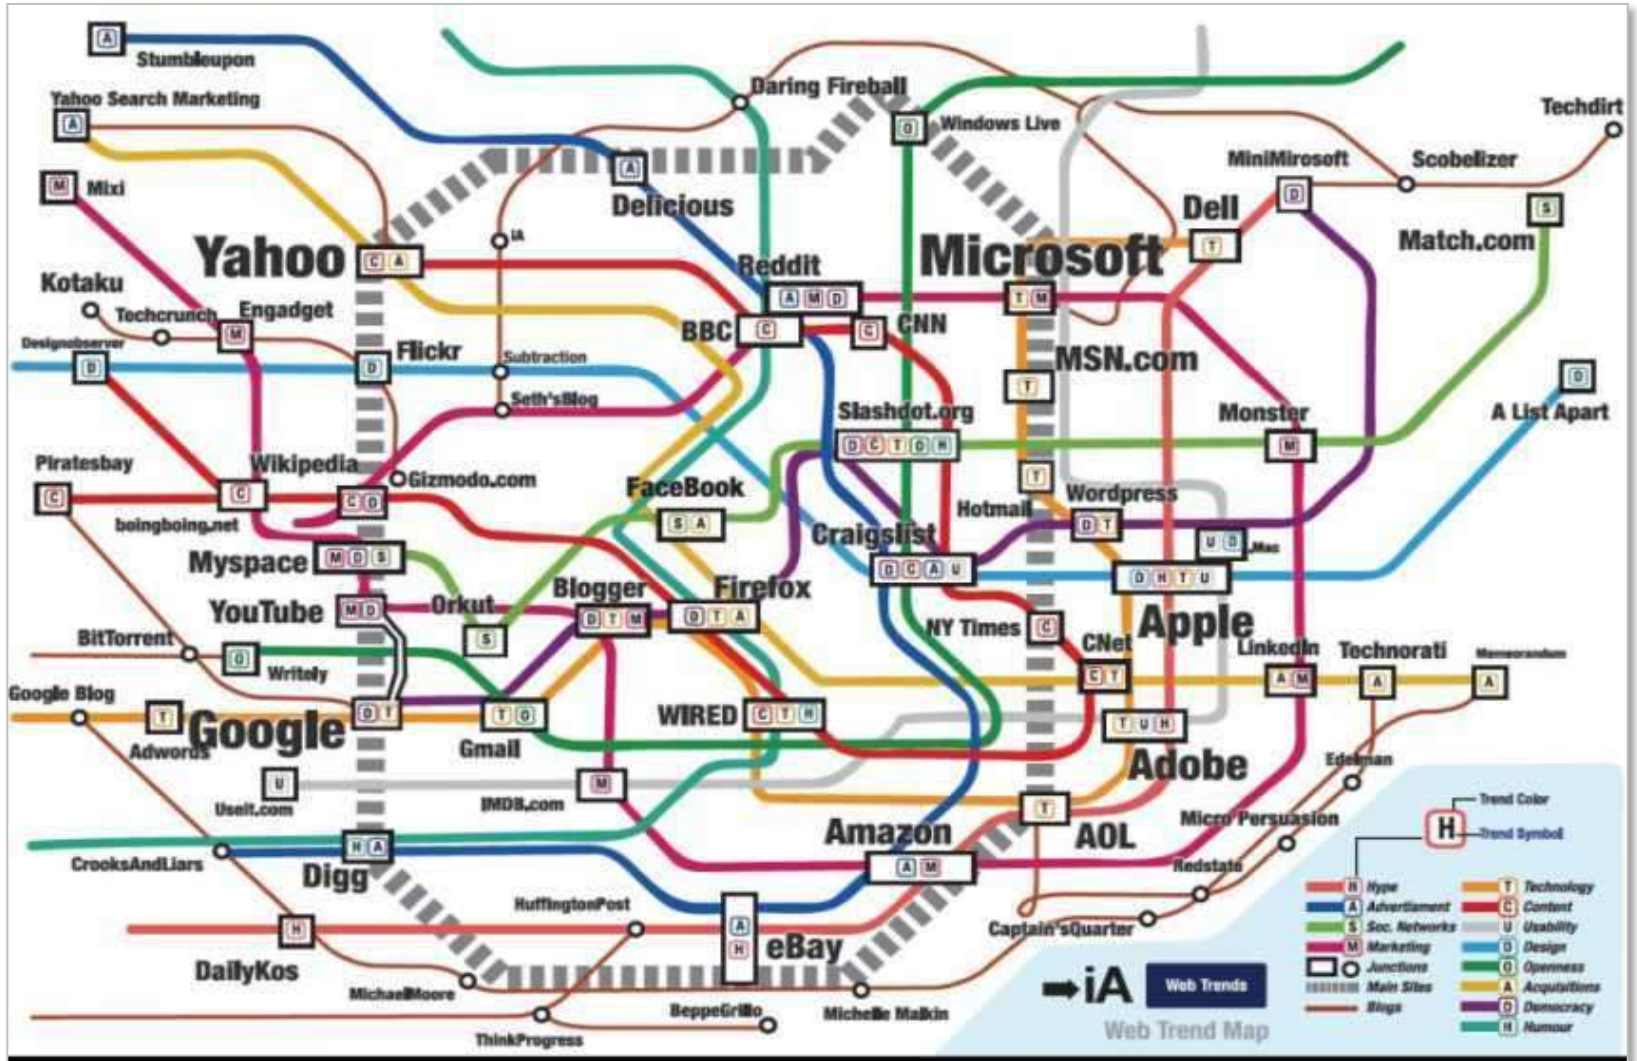 A
Stumbleupon
Daring Fireball
Yahoo Search Marketing
A
O
Windows Live
Techdirt
MiniMirosoft
Scobelizer
Mixi
M
A
D
S
Delicious
Dell
Match.com
iA
T
Yahoo
C A
Microsoft
Reddit
Kotaku
A M D
T M
Techcrunch
Engadget
M
BBC
C
C
CNN
Designobserver
D
Flickr
D
Subtraction
MSN.com
T
D
Seth'sBlog
Slashdot.org
Monster
A List Apart
D C T O H
M
Piratesbay
Wikipedia
Gizmodo.com
T
C
C
C D
FaceBook
Hotmail
Wordpress
boingboing.net
S A
D T
Craigslist
U D
.Mac
Myspace
M D S
D C A U
D H T U
Blogger
Firefox
YouTube
M D
Orkut
D T M
D T A
NY Times
C
Apple
S
BitTorrent
O
Writely
CNet
C T
LinkedIn
A M
Technorati
A
Memeorandum
A
Google Blog
T
Adwords
Google
D T
T O
Gmail
WIRED
C T H
T U H
Adobe
U
Useit.com
M
IMDB.com
Edelman
T
AOL
Micro Persuasion
Amazon
A M
Redstate
CrooksAndLiars
H A
Digg
HuffingtonPost
A
H
eBay
Captain'sQuarter
H
DailyKos
MichaelMoore
BeppeGrillo
Michelle Malkin
ThinkProgress
H
Trend Color
Trend Symbol
H Hype
A Advertisment
S Soc. Networks
M Marketing
Junctions
Main Sites
Blogs
T Technology
C Content
U Usability
D Design
O Openness
A Acquisitions
D Democracy
H Humour
iA
Web Trends
Web Trend Map